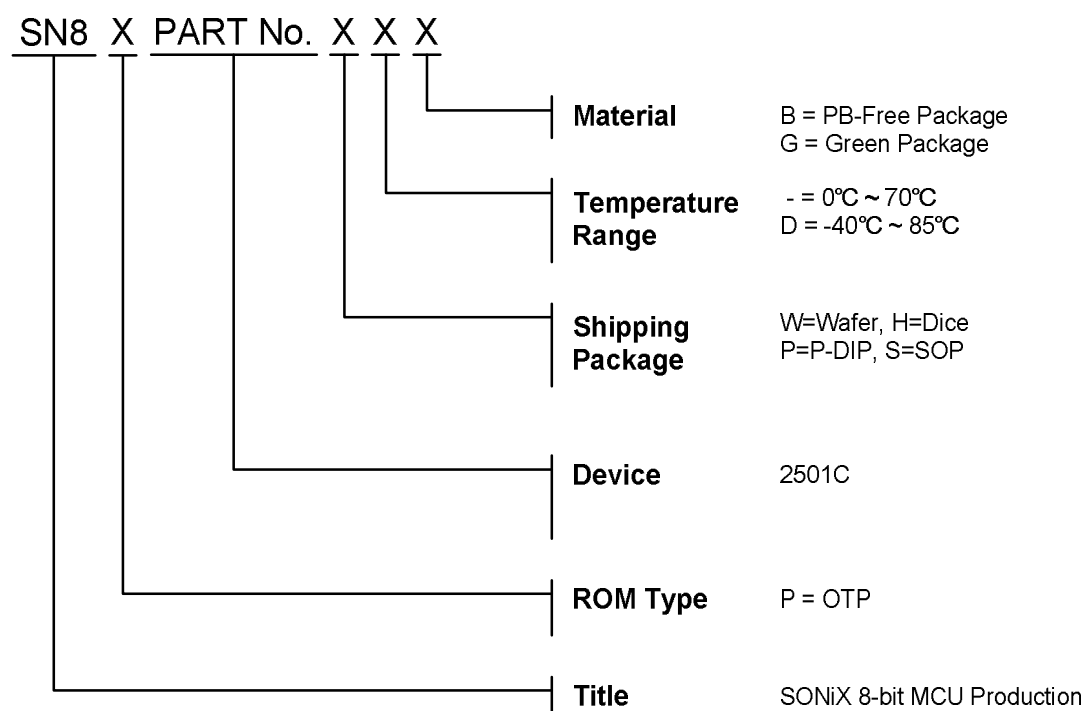 SN8 X PART No. X X X
Material
B = PB-Free Package
G = Green Package
Temperature
Range
- = 0℃ ~ 70℃
D = -40℃ ~ 85℃
Shipping
Package
W=Wafer, H=Dice
P=P-DIP, S=SOP
Device
2501C
ROM Type
P = OTP
Title
SONiX 8-bit MCU Production